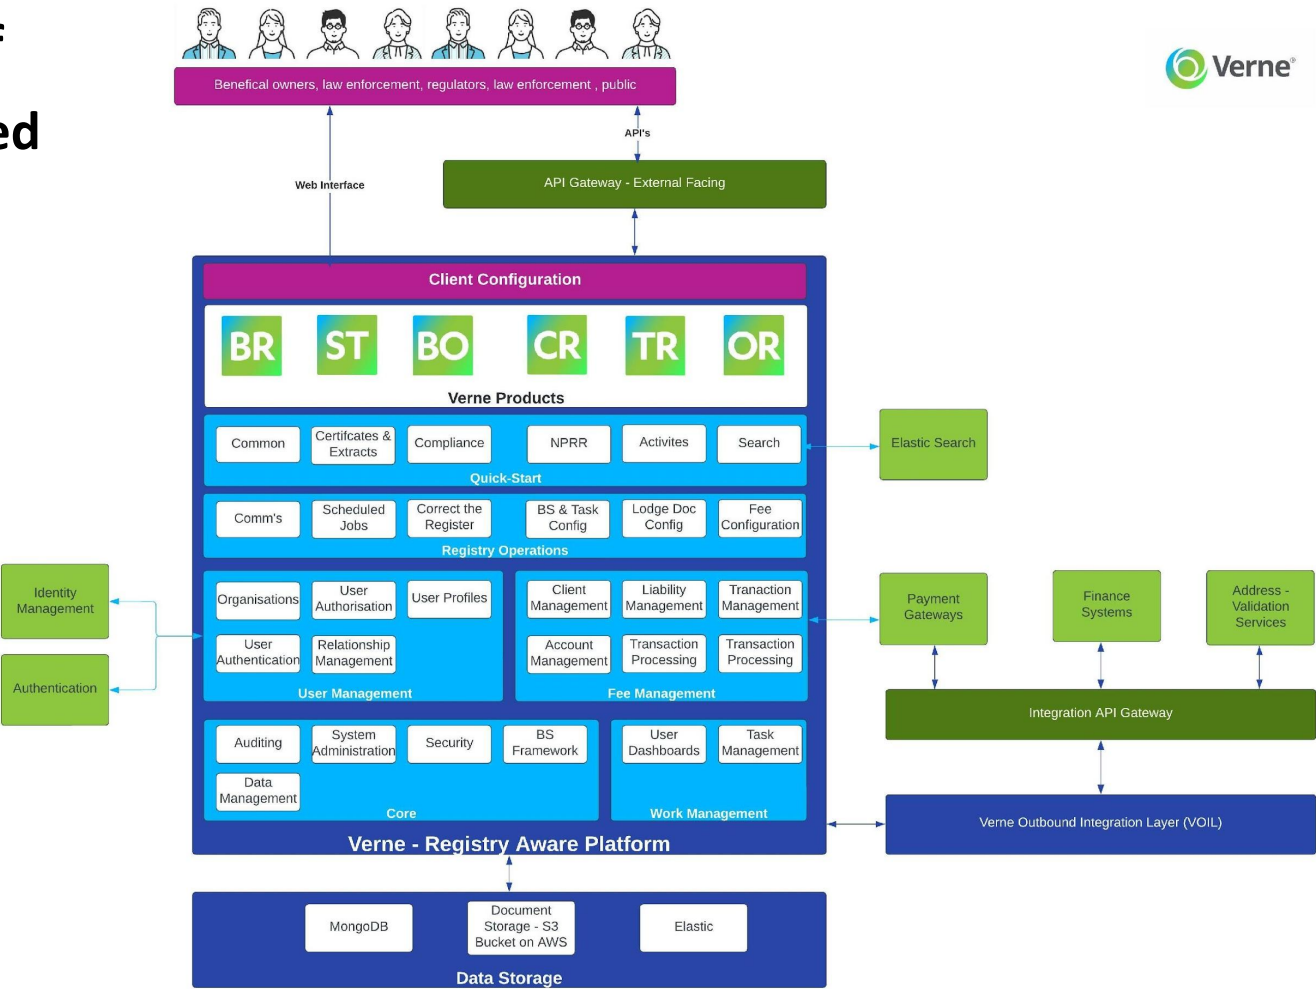 f
ed
Verne®
Benefical owners, law enforcement, regulators, law enforcement , public
API's
Web Interface
API Gateway - External Facing
Client Configuration
BR
ST
BO
CR
TR
OR
Verne Products
Common
Certifcates &
Extracts
Compliance
NPRR
Activites
Search
Quick-Start
Elastic Search
Comm's
Scheduled
Jobs
Correct the
Register
BS & Task
Config
Lodge Doc
Config
Fee
Configuration
Registry Operations
Identity
Management
Authentication
Organisations
User
Authorisation
User Profiles
User
Authentication
Relationship
Management
User Management
Client
Management
Liability
Management
Tranaction
Management
Account
Management
Transaction
Processing
Transaction
Processing
Fee Management
Payment
Gateways
Finance
Systems
Address -
Validation
Services
Integration API Gateway
Auditing
System
Administration
Security
BS
Framework
Data
Management
Core
User
Dashboards
Task
Management
Work Management
Verne - Registry Aware Platform
Verne Outbound Integration Layer (VOIL)
MongoDB
Document
Storage - S3
Bucket on AWS
Elastic
Data Storage